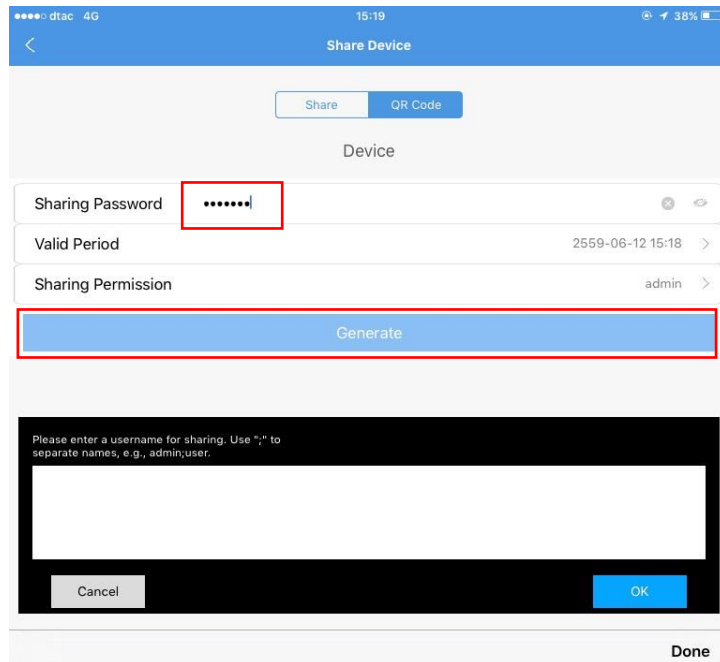 dtac 4G 15:19 38%
Share Device
Share QR Code
Device
Sharing Password •••••••
Valid Period 2559-06-12 15:18
Sharing Permission admin
Generate
Please enter a username for sharing. Use ";" to
separate names, e.g., admin;user.
Cancel OK
Done